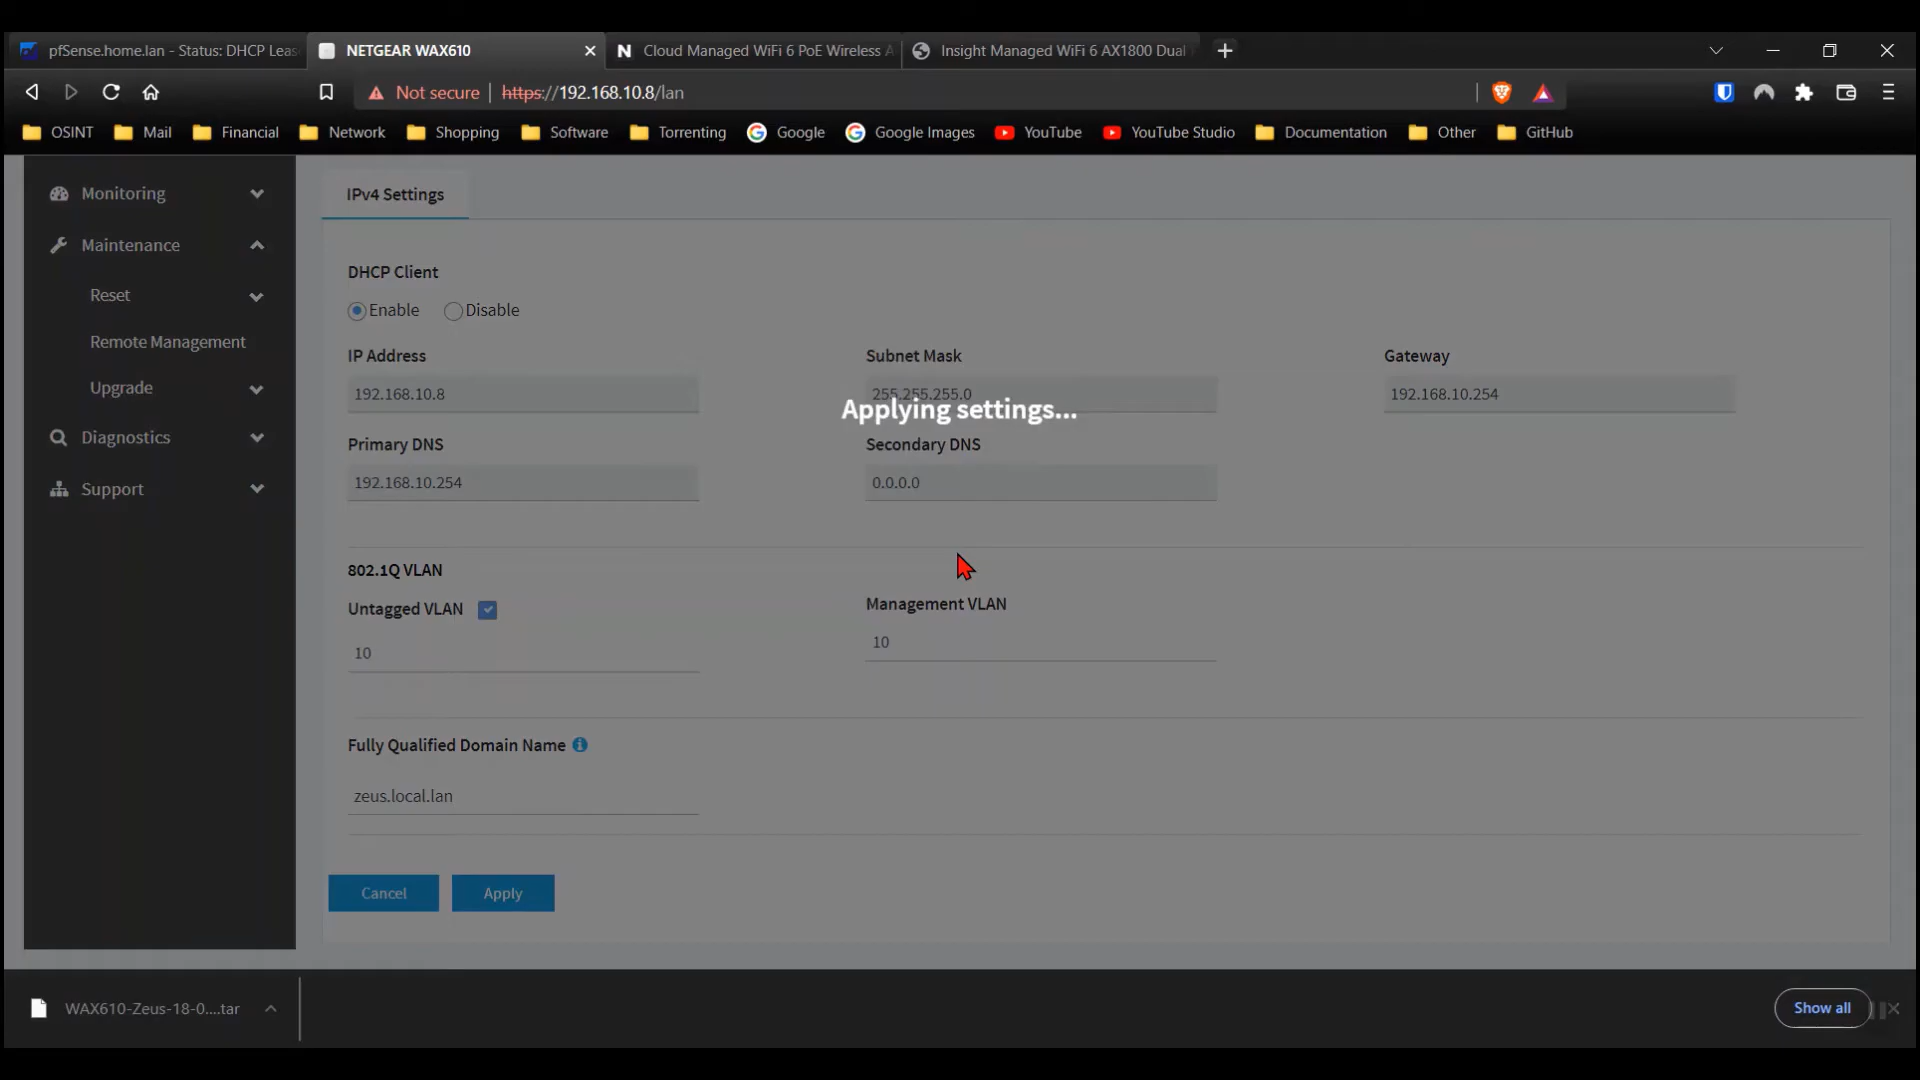 pfSense.home.lan - Status: DHCP Leas
NETGEAR WAX610
Cloud Managed WiFi 6 PoE Wireless A
Insight Managed WiFi 6 AX1800 Dual
Not secure
https://192.168.10.8/lan
OSINT
Mail
Financial
Network
Shopping
Software
Torrenting
Google
Google Images
YouTube
YouTube Studio
Documentation
Other
GitHub
Monitoring
Maintenance
Reset
Remote Management
Upgrade
Diagnostics
Support
IPv4 Settings
DHCP Client
Enable
Disable
IP Address
Subnet Mask
Gateway
192.168.10.8
255.255.255.0
192.168.10.254
Applying settings...
Primary DNS
Secondary DNS
192.168.10.254
0.0.0.0
802.1Q VLAN
Untagged VLAN
Management VLAN
10
10
Fully Qualified Domain Name
zeus.local.lan
Cancel
Apply
WAX610-Zeus-18-0....tar
Show all